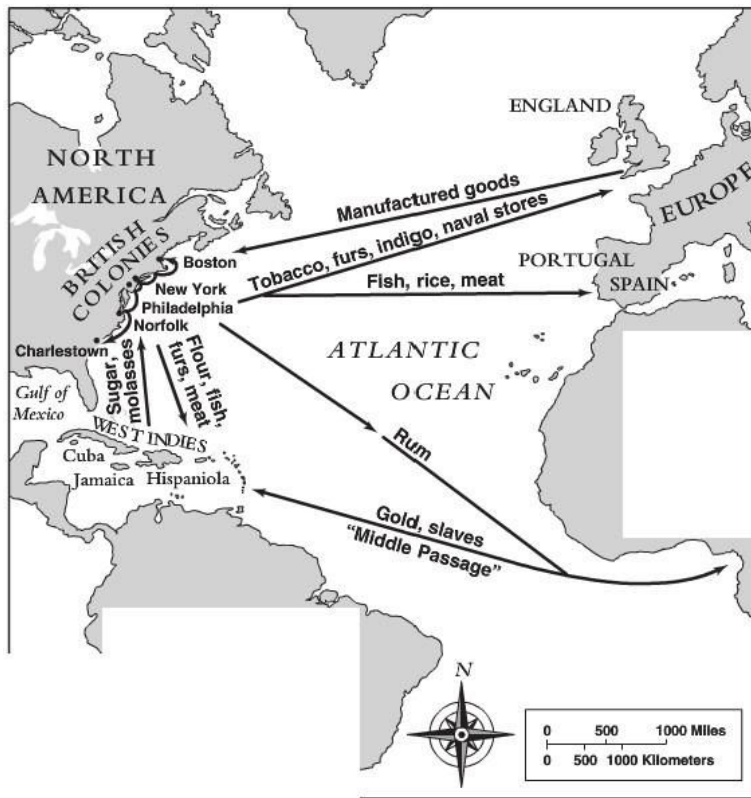 ENGLAND
NORTH
AMERICA
EUROPE
Manufactured goods
BRITISH
COLONIES
Tobacco, furs, indigo, naval stores
Boston
PORTUGAL
SPAIN
Fish, rice, meat
New York
Philadelphia
Norfolk
Charlestown
ATLANTIC
OCEAN
Sugar,
molasses
Flour, fish,
furs, meat
Gulf of
Mexico
WEST INDIES
Rum
Cuba
Jamaica
Hispaniola
Gold, slaves
“Middle Passage”
N
0 500 1000 Miles
0 500 1000 Kilometers